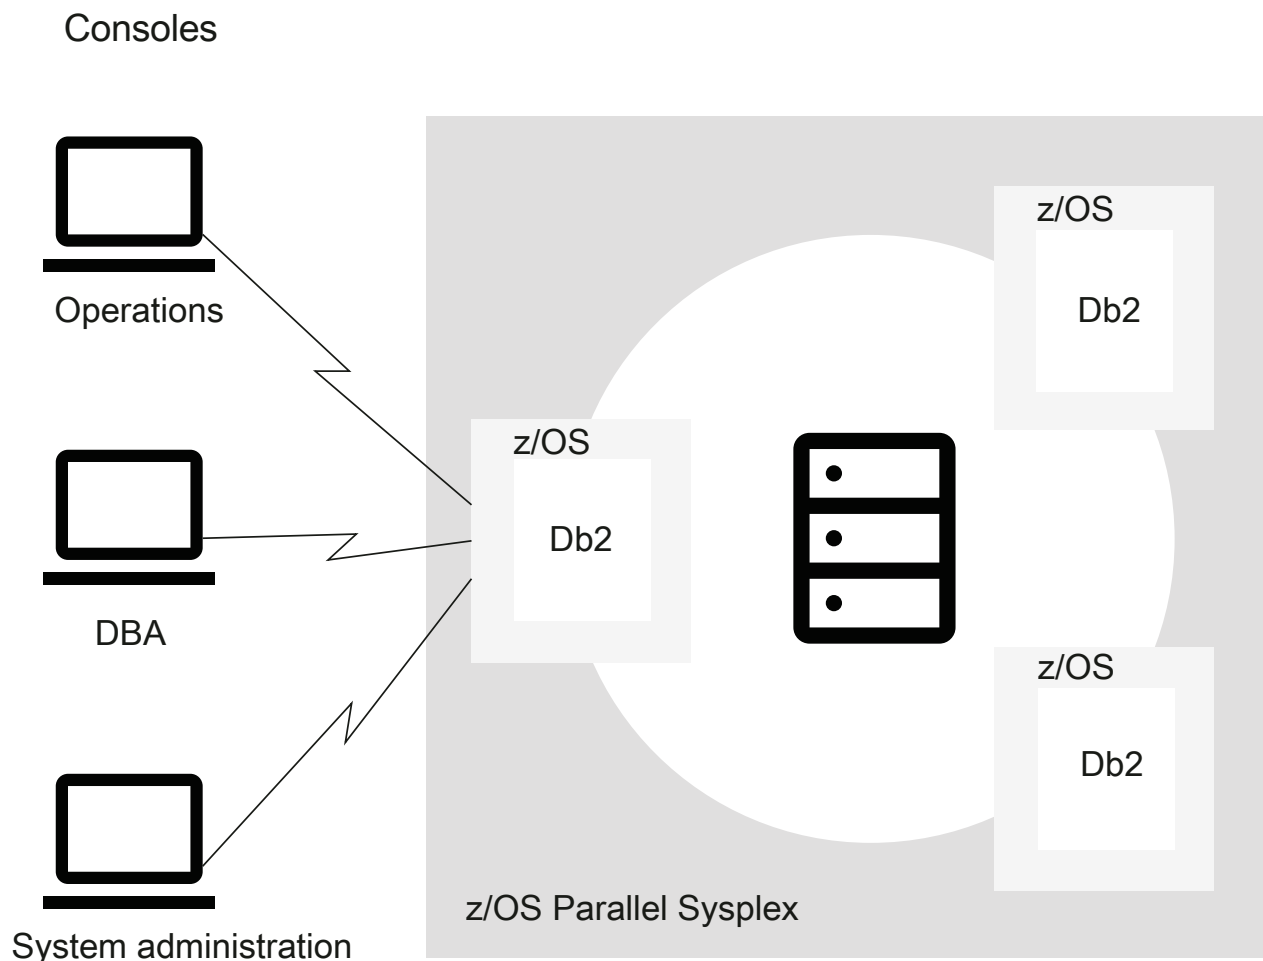 Consoles
z/OS
Db2
Operations
z/OS
Db2
DBA
z/OS
Db2
z/OS Parallel Sysplex
System administration